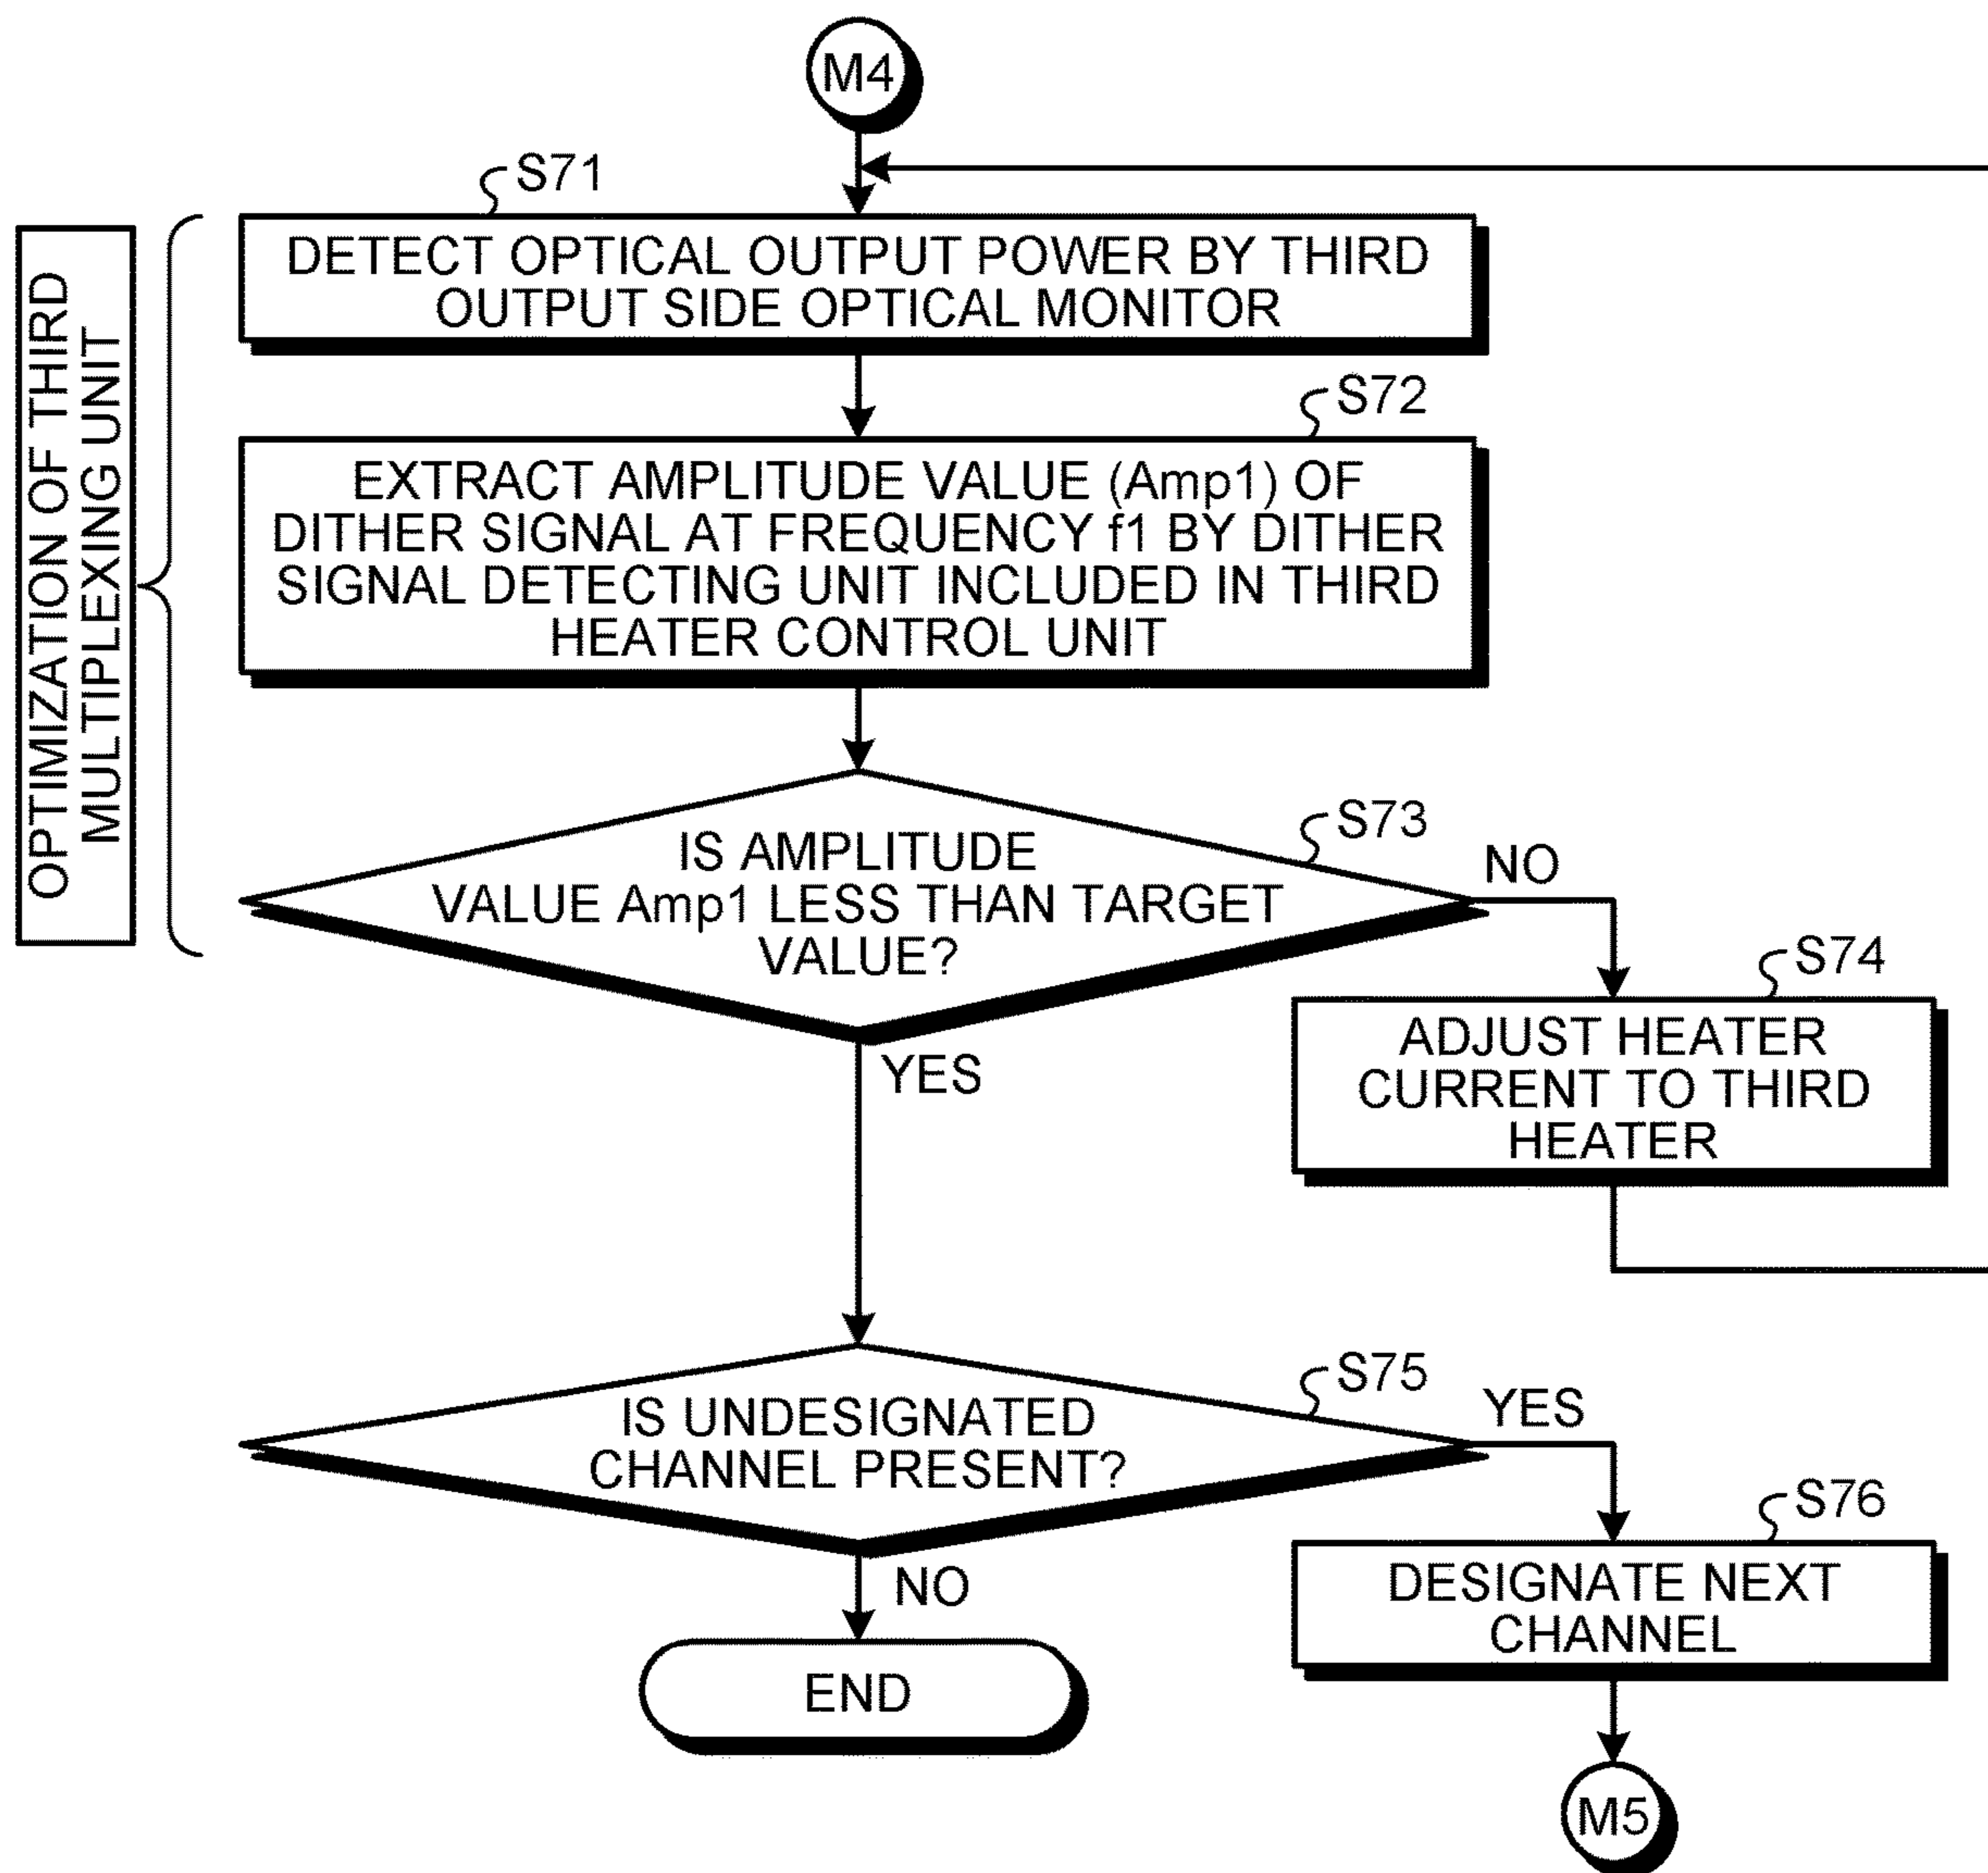 M4
S71
DETECT OPTICAL OUTPUT POWER BY THIRD
OUTPUT SIDE OPTICAL MONITOR
OPTIMIZATION OF THIRD
MULTIPLEXING UNIT
S72
EXTRACT AMPLITUDE VALUE (Amp1) OF
DITHER SIGNAL AT FREQUENCY f1 BY DITHER
SIGNAL DETECTING UNIT INCLUDED IN THIRD
HEATER CONTROL UNIT
S73
IS AMPLITUDE
VALUE Amp1 LESS THAN TARGET
VALUE?
NO
S74
ADJUST HEATER
CURRENT TO THIRD
HEATER
YES
S75
IS UNDESIGNATED
CHANNEL PRESENT?
YES
S76
DESIGNATE NEXT
CHANNEL
NO
END
M5